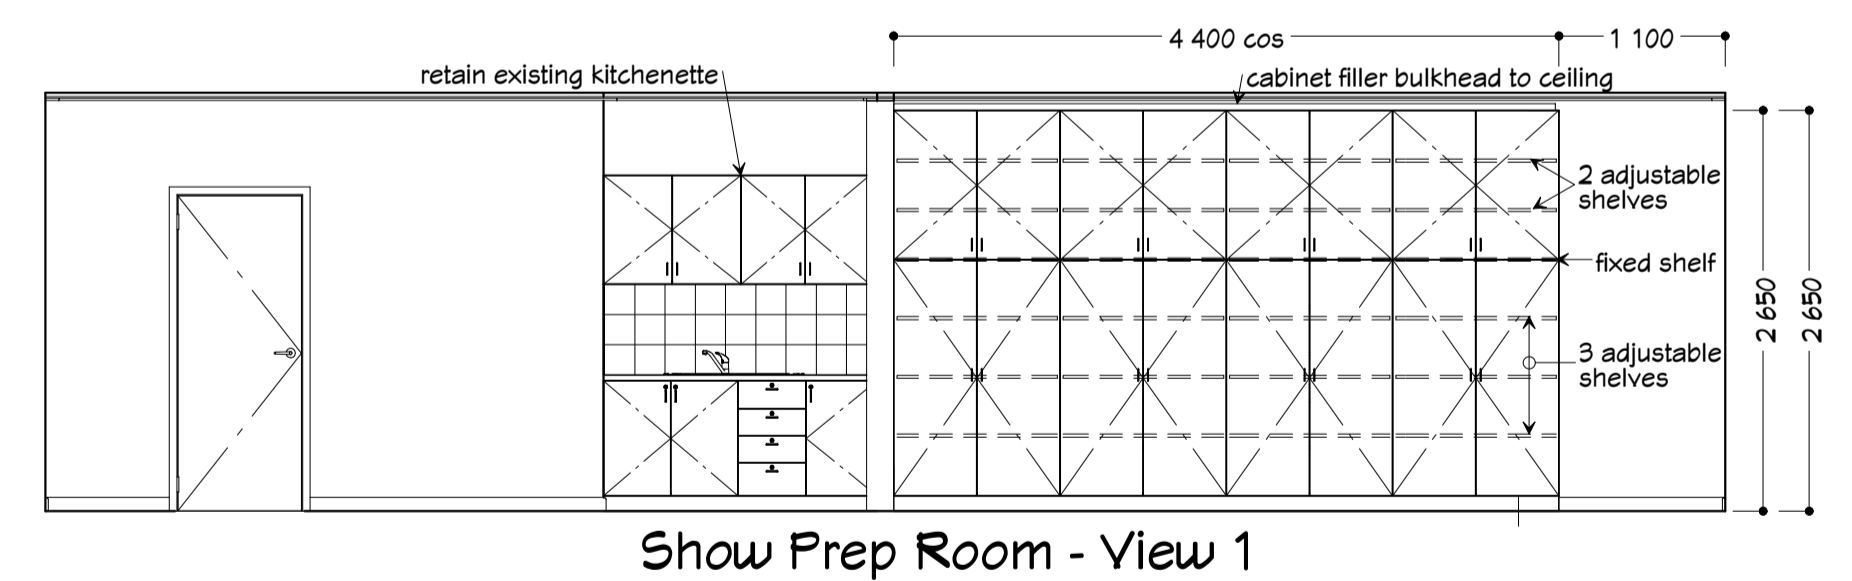 4 400 cos
1 100
retain existing kitchenette
cabinet filler bulkhead to ceiling
2 adjustable
shelves
fixed shelf
2 650
2 650
3 adjustable
shelves
Show Prep Room - View 1